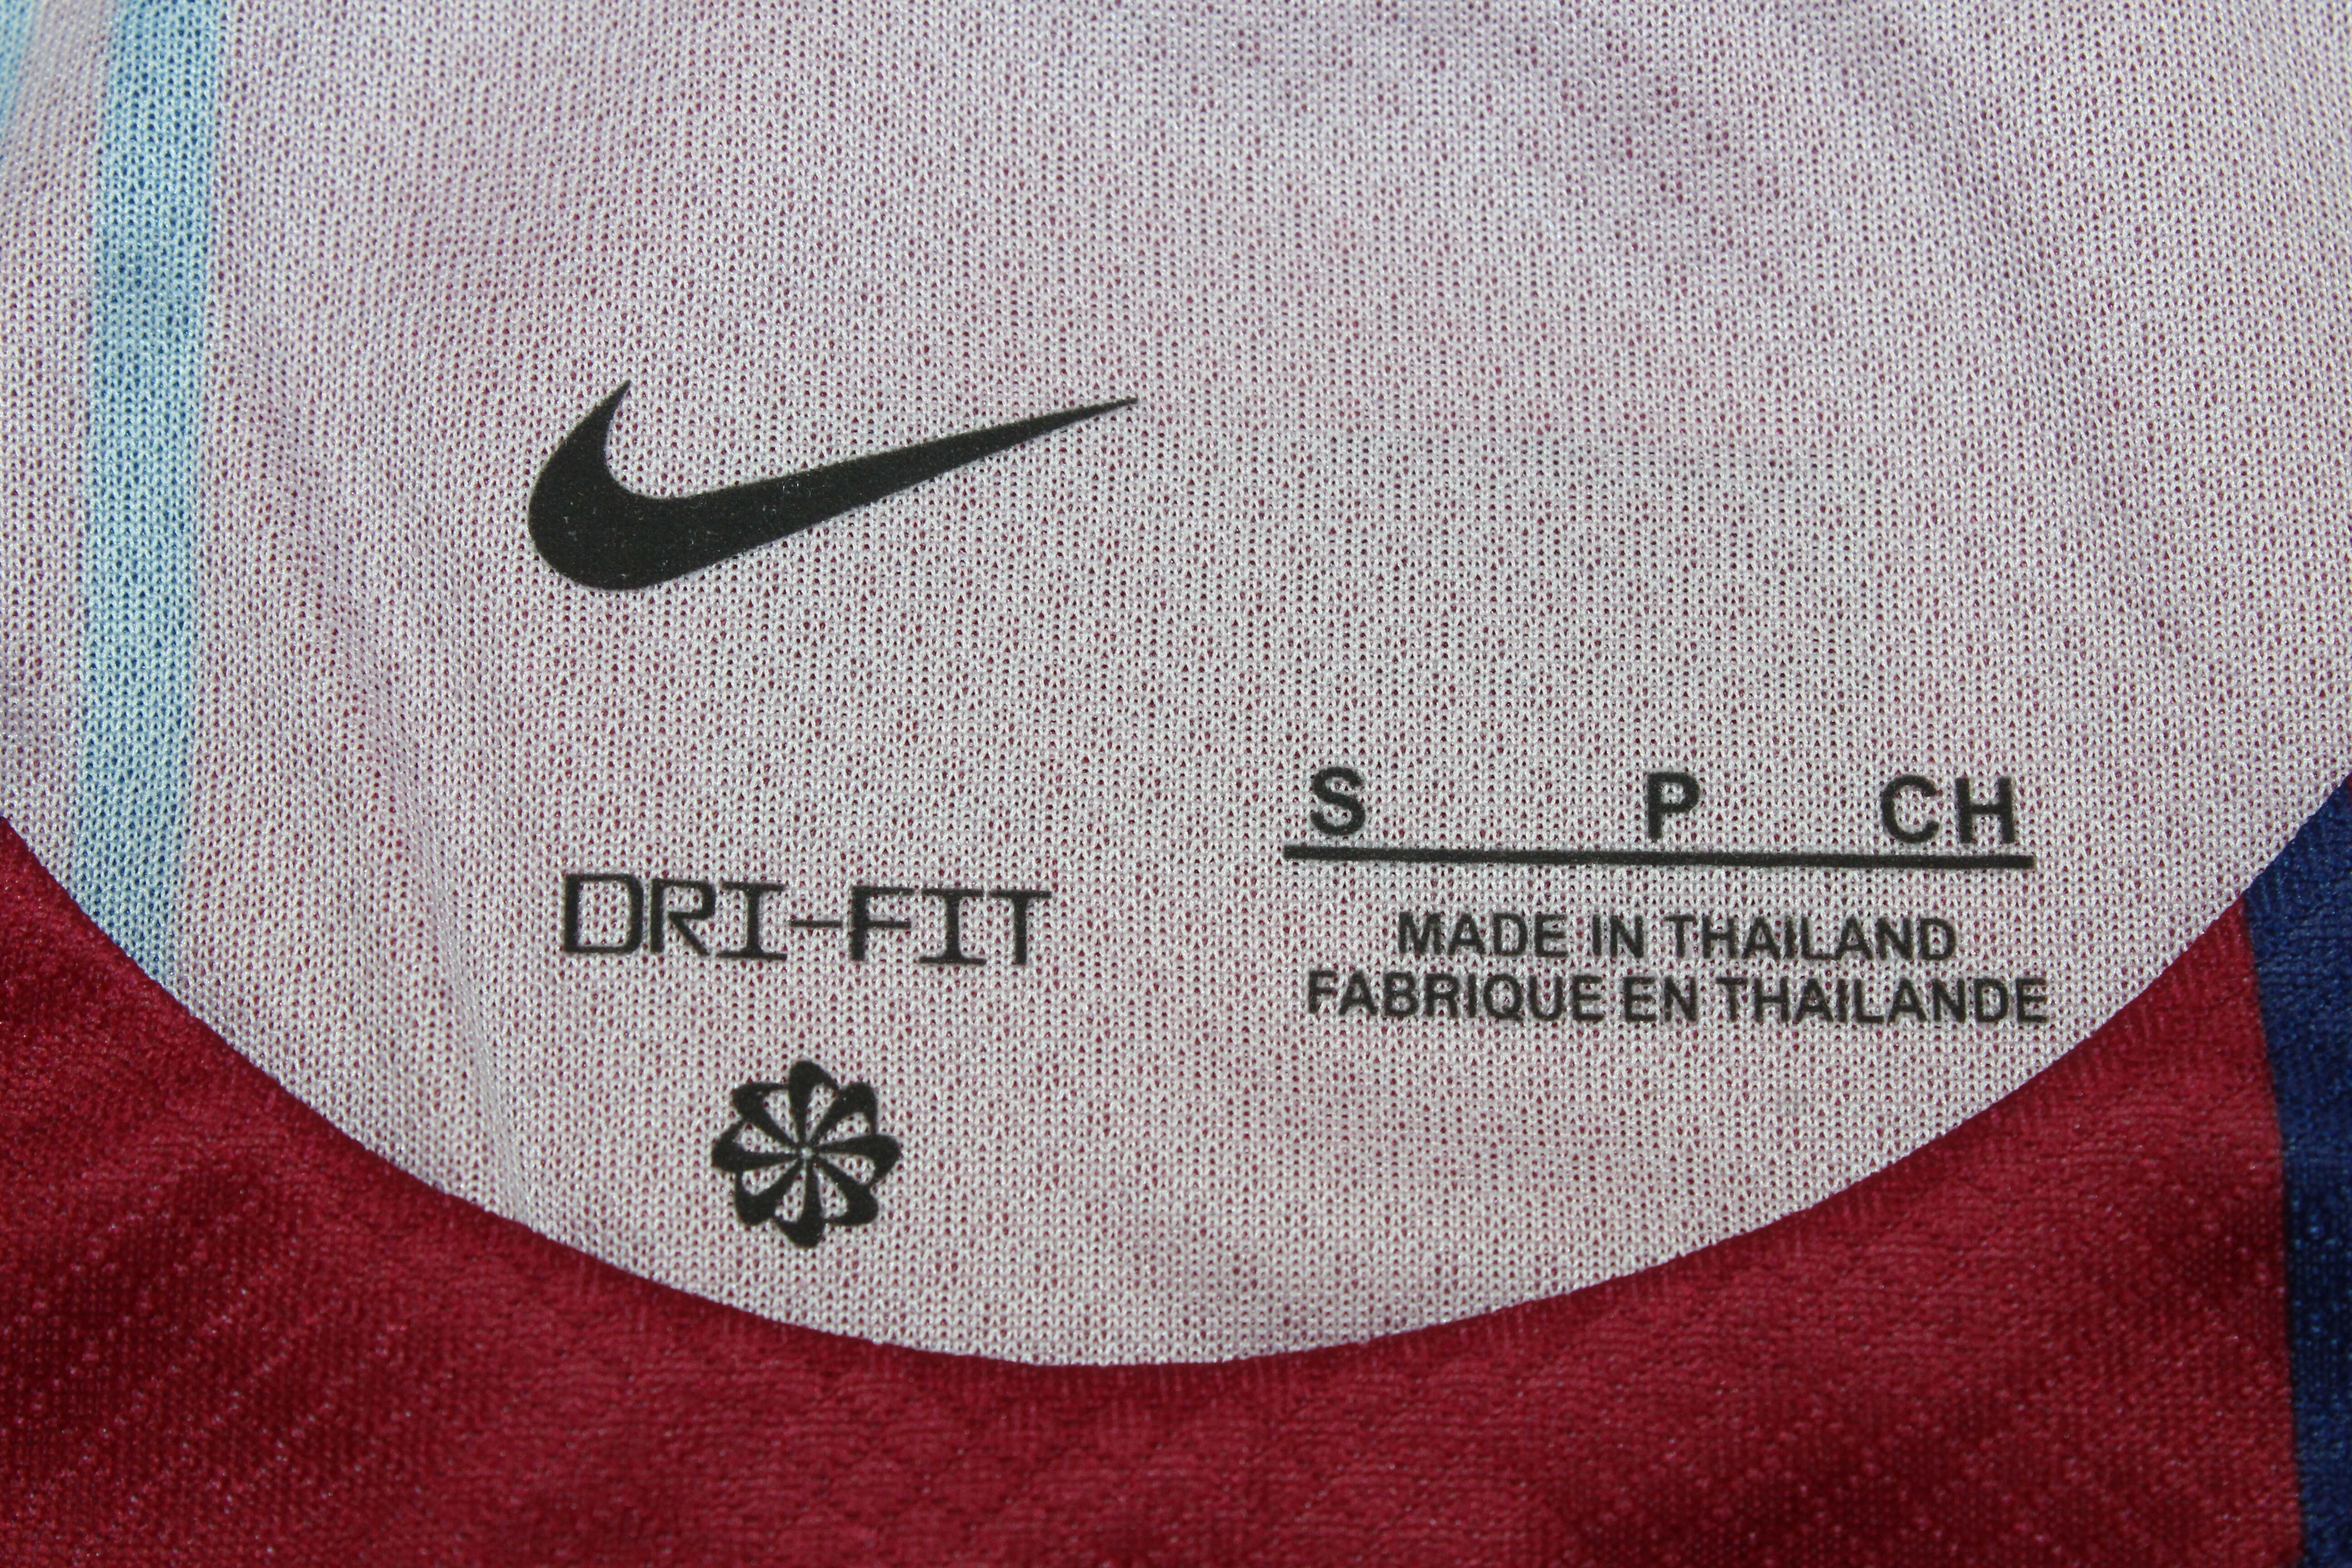 S P CH
DRI-FIT
MADE IN THAILAND
FABRIQUE EN THAILANDE